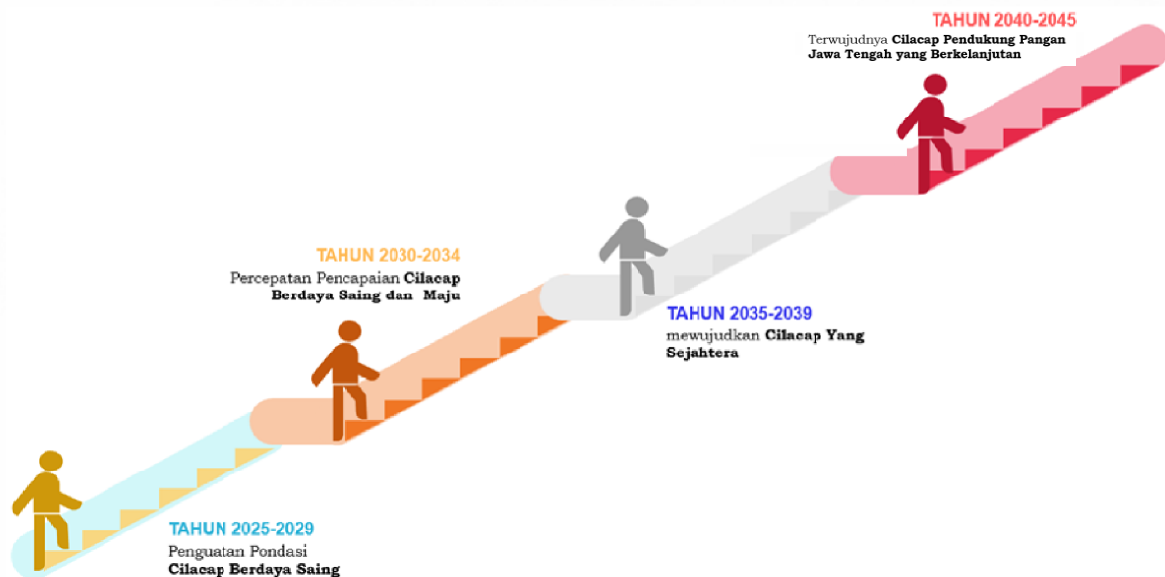 TAHUN 2040-2045
Terwujudnya Cilacap Pendukung Pangan
Jawa Tengah yang Berkelanjutan
TAHUN 2030-2034
Percepatan Pencapaian Cilacap
Berdaya Saing dan Maju
TAHUN 2035-2039
mewujudkan Cilacap Yang
Sejahtera
TAHUN 2025-2029
Penguatan Pondasi
Cilacap Berdaya Saing